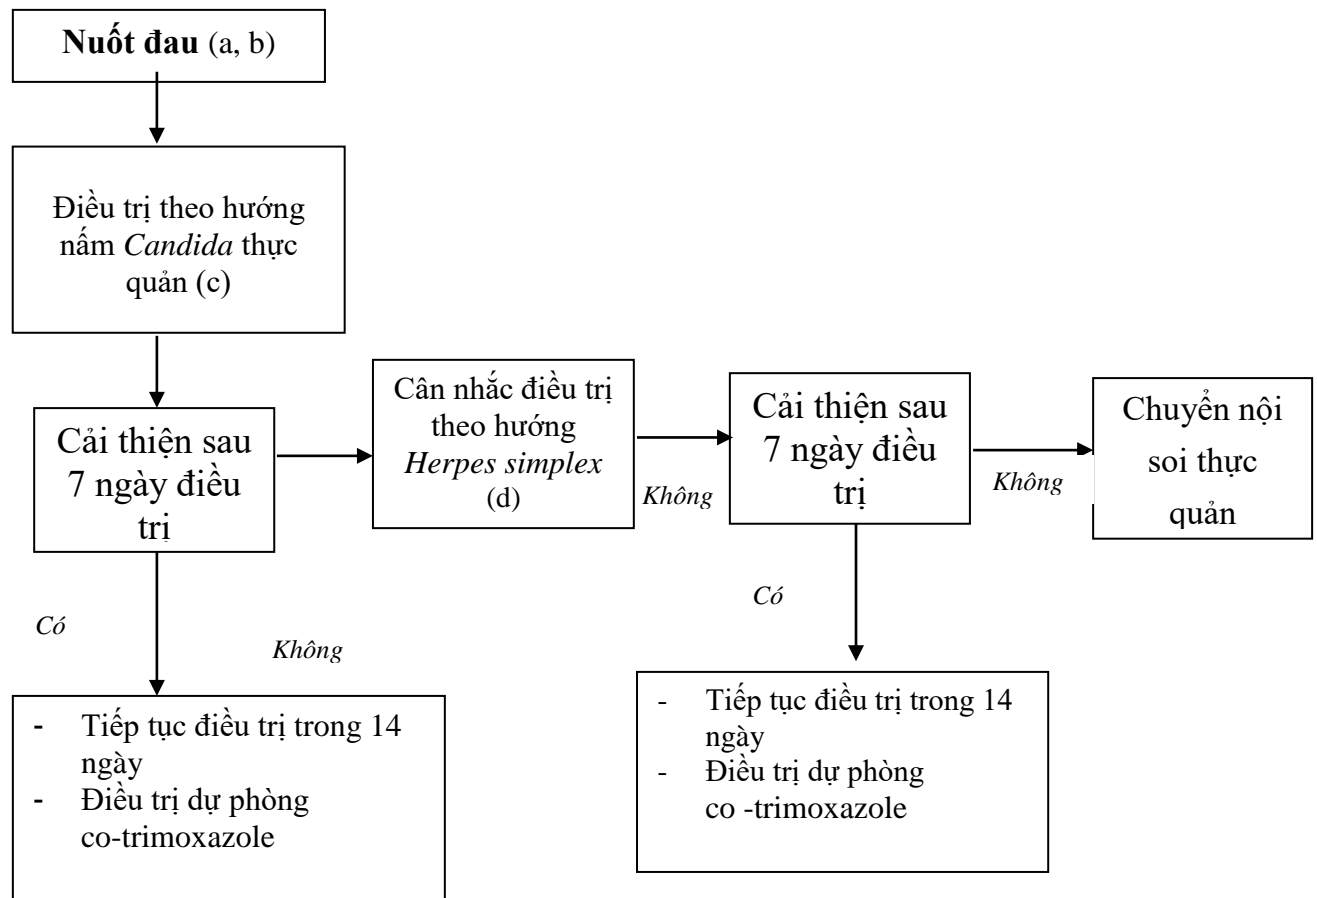 Nuốt đau (a, b)
Điều trị theo hướng
nấm Candida thực
quản (c)
Cải thiện sau
7 ngày điều
trị
Cân nhắc điều trị
theo hướng
Herpes simplex
(d)
Không
Cải thiện sau
7 ngày điều
trị
Không
Chuyển nội
soi thực
quản
Có
Không
Có
- Tiếp tục điều trị trong 14
ngày
- Điều trị dự phòng
co-trimoxazole
- Tiếp tục điều trị trong 14
ngày
- Điều trị dự phòng
co -trimoxazole